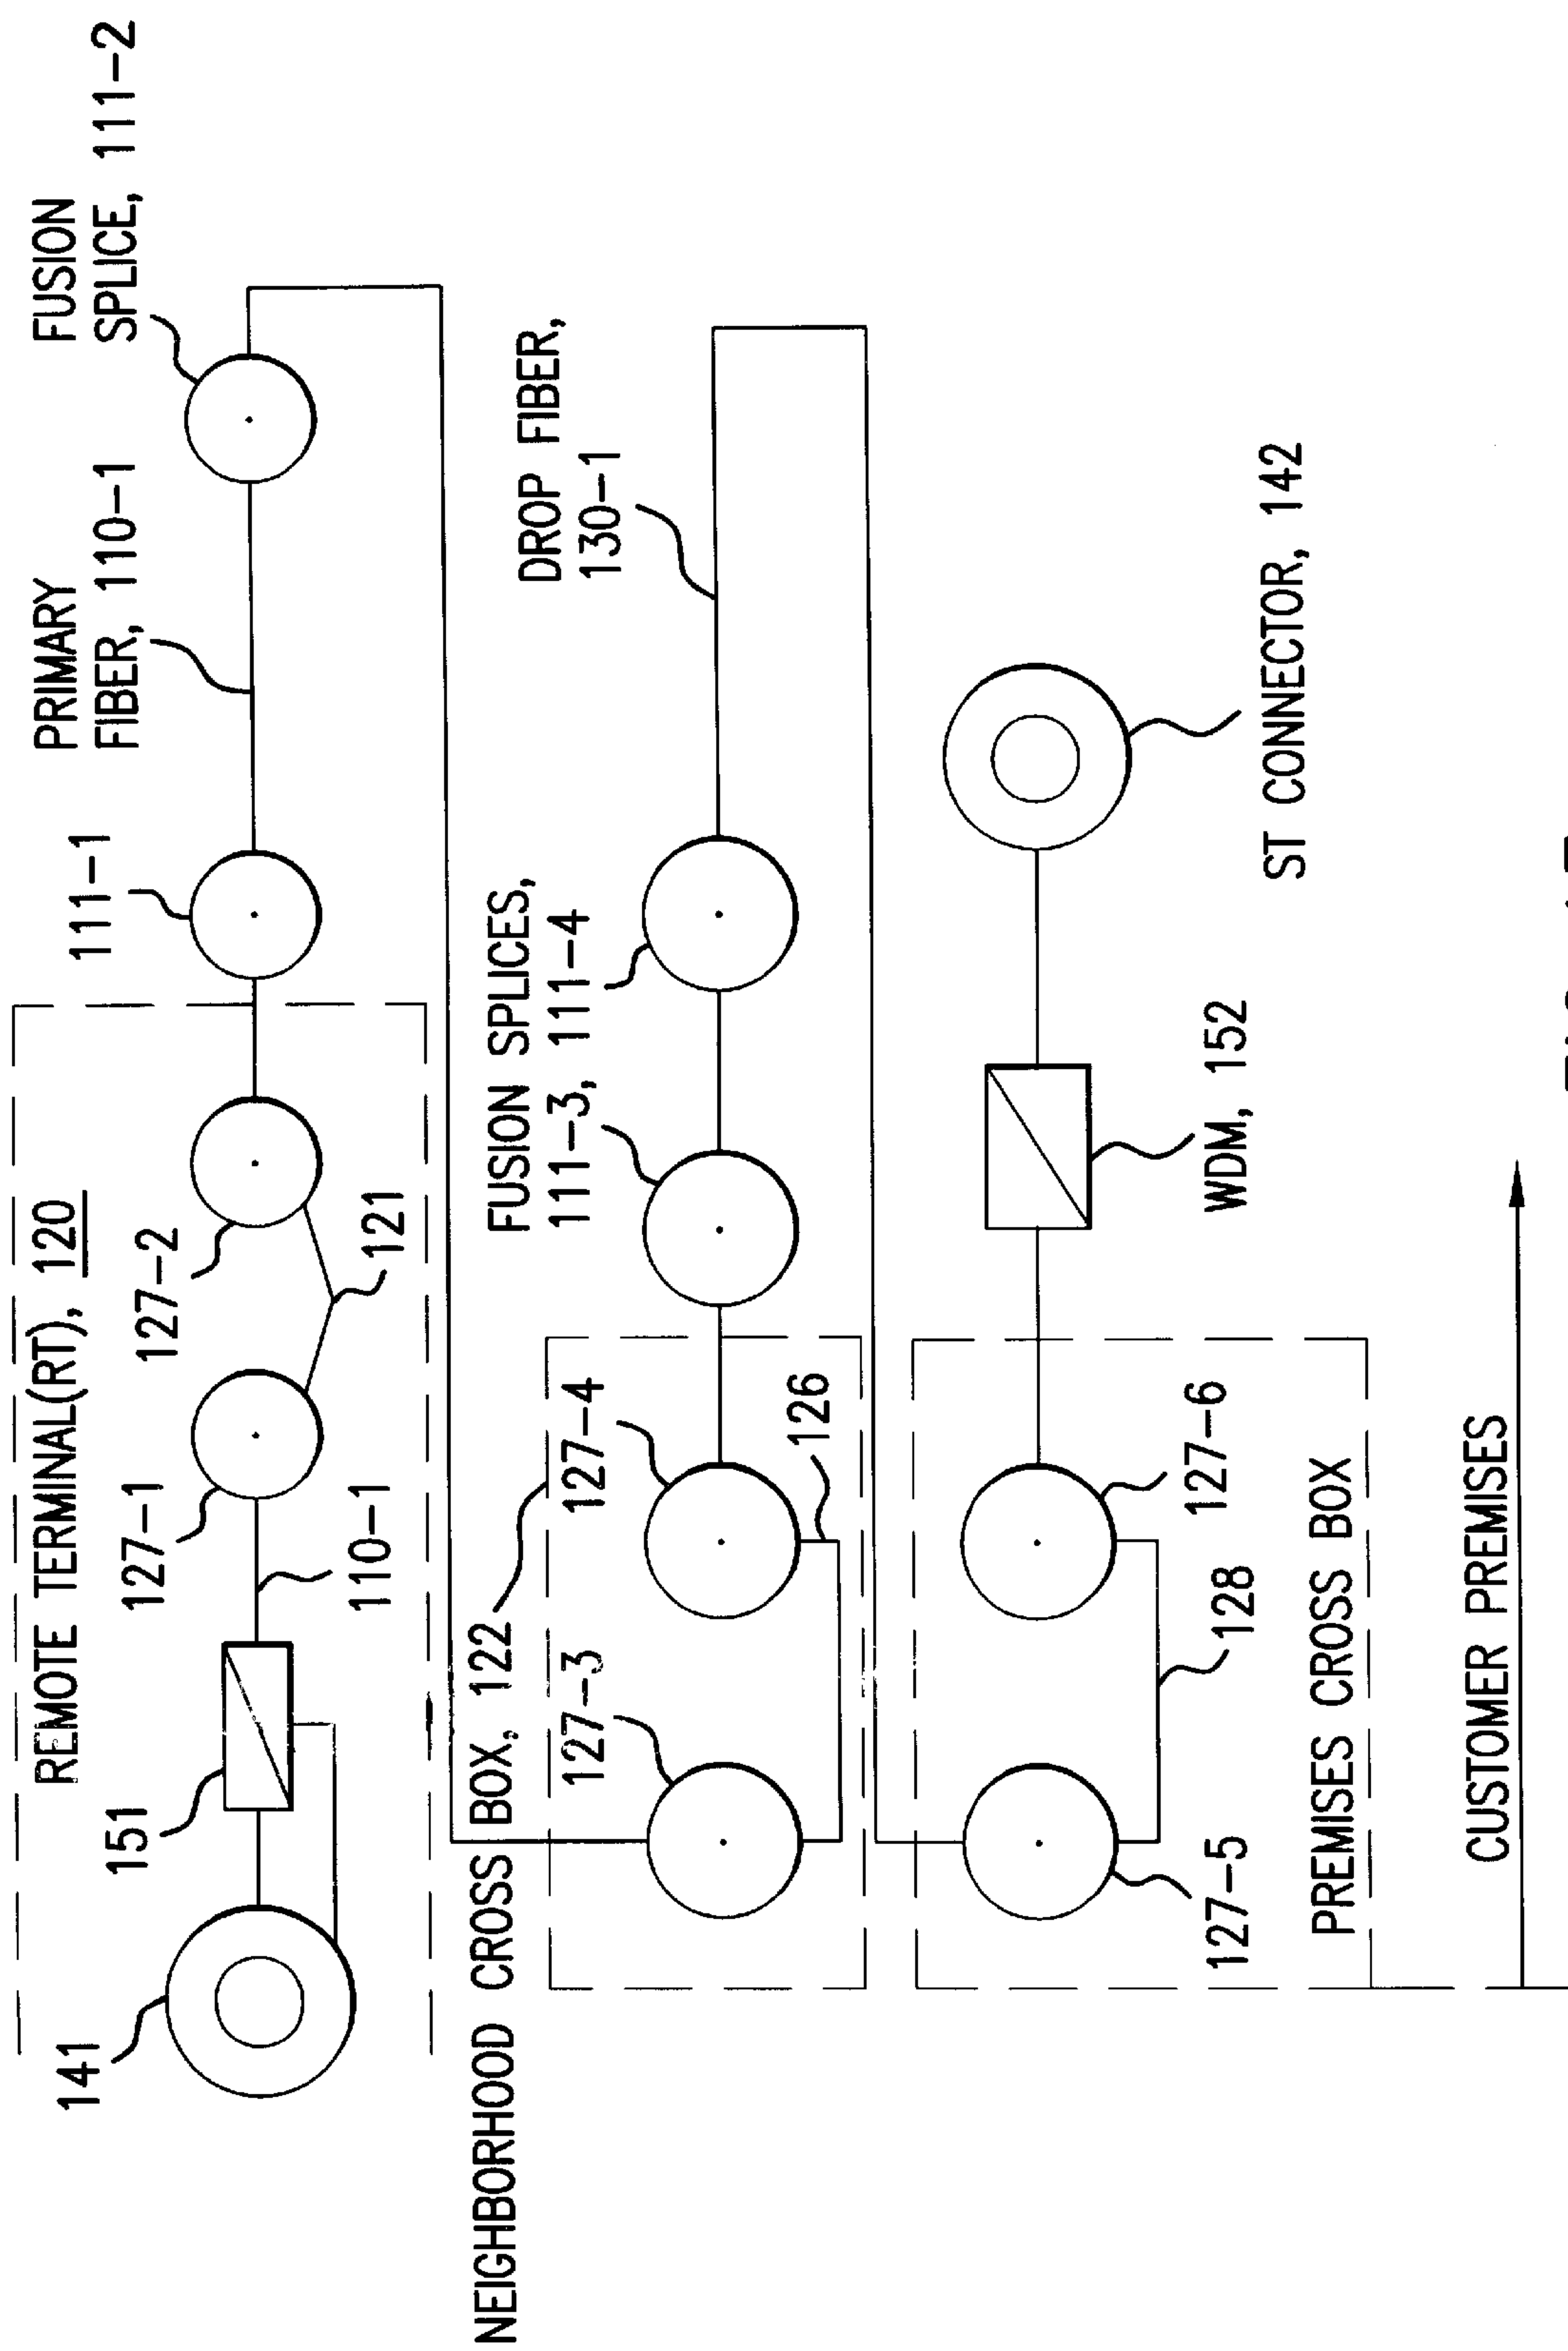 REMOTE TERMINAL(RT), 120
141
151
127-1
110-1
127-2
121
111-1
PRIMARY
FIBER, 110-1
FUSION
SPLICE, 111-2
NEIGHBORHOOD CROSS BOX, 122
127-3
127-4
126
FUSION SPLICES,
111-3, 111-4
DROP FIBER,
130-1
127-5
128
127-6
PREMISES CROSS BOX
WDM, 152
ST CONNECTOR, 142
CUSTOMER PREMISES